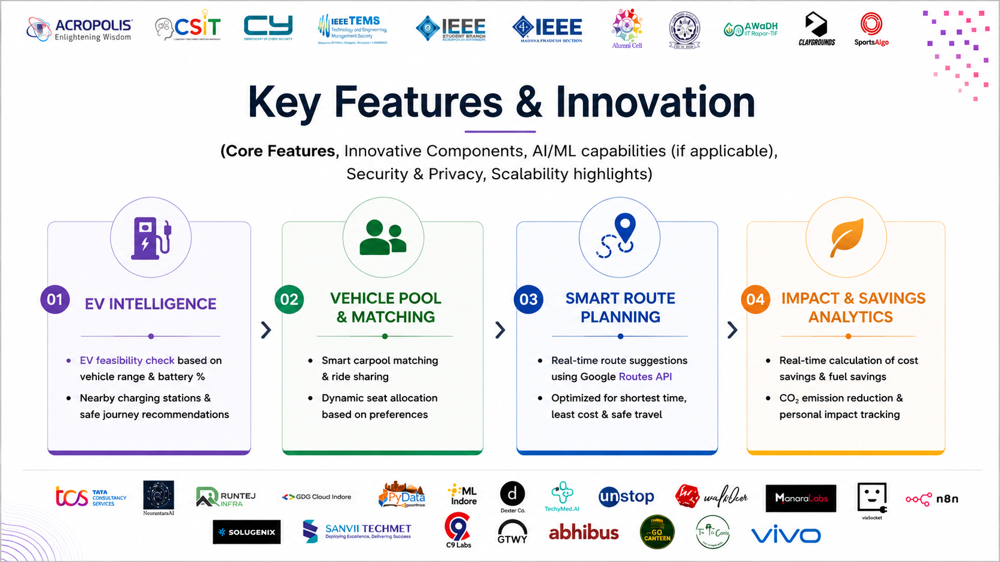 ACROPOLIS
Enlightening Wisdom
CSIT
CY
DEPARTMENT OF CYBER SECURITY
IEEE TEMS
Technology and Engineering
Management Society
IEEE
STUDENT BRANCH
IEEE
MADHYA PRADESH SECTION
Alumni Cell
AWaDH
IIT Ropar-TIF
CLAYGROUNDS
SportsAlgo
Key Features & Innovation
(Core Features, Innovative Components, AI/ML capabilities (if applicable),
Security & Privacy, Scalability highlights)
01
EV INTELLIGENCE
• EV feasibility check based on
vehicle range & battery %
• Nearby charging stations &
safe journey recommendations
02
VEHICLE POOL
& MATCHING
• Smart carpool matching
& ride sharing
• Dynamic seat allocation
based on preferences
03
SMART ROUTE
PLANNING
• Real-time route suggestions
using Google Routes API
• Optimized for shortest time,
least cost & safe travel
04
IMPACT & SAVINGS
ANALYTICS
• Real-time calculation of cost
savings & fuel savings
• CO₂ emission reduction &
personal impact tracking
tcs
TATA
CONSULTANCY
SERVICES
NeurantaraAI
RUNTEJ
INFRA
GDG Cloud Indore
PyData
ML
Indore
d
Dexter Co.
TechyMed.AI
unstop
ManaraLabs
viaSocket
n8n
SOLUGENIX
SANVII TECHMET
Deploying Excellence, Delivering Success
C9 Labs
GTWY
abhibus
GO
CANTEEN
vivo